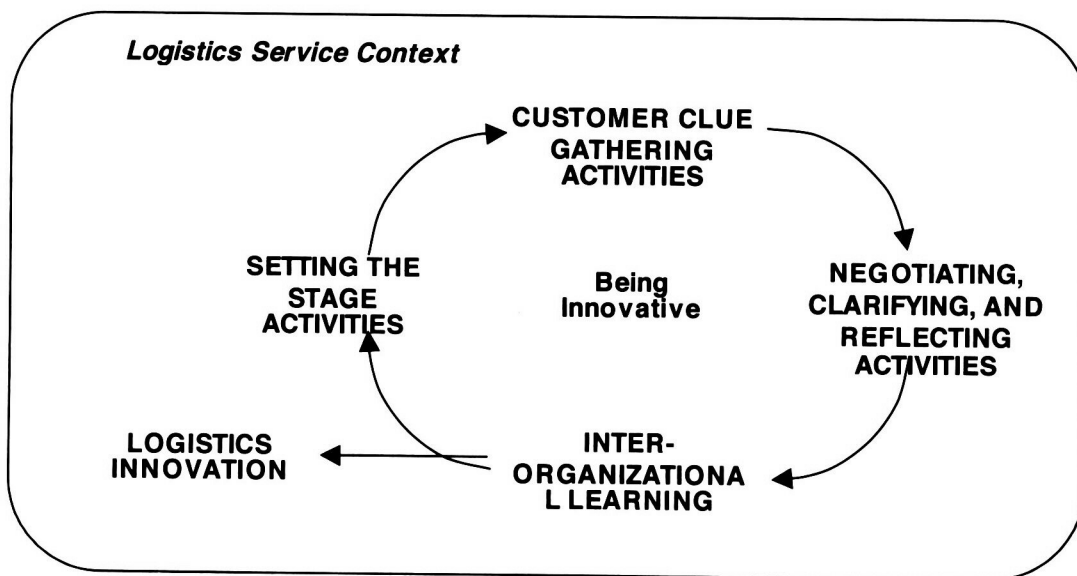 Logistics Service Context
CUSTOMER CLUE
GATHERING
ACTIVITIES
SETTING THE
STAGE
ACTIVITIES
Being
Innovative
NEGOTIATING,
CLARIFYING, AND
REFLECTING
ACTIVITIES
LOGISTICS
INNOVATION
INTER-
ORGANIZATIONA
L LEARNING